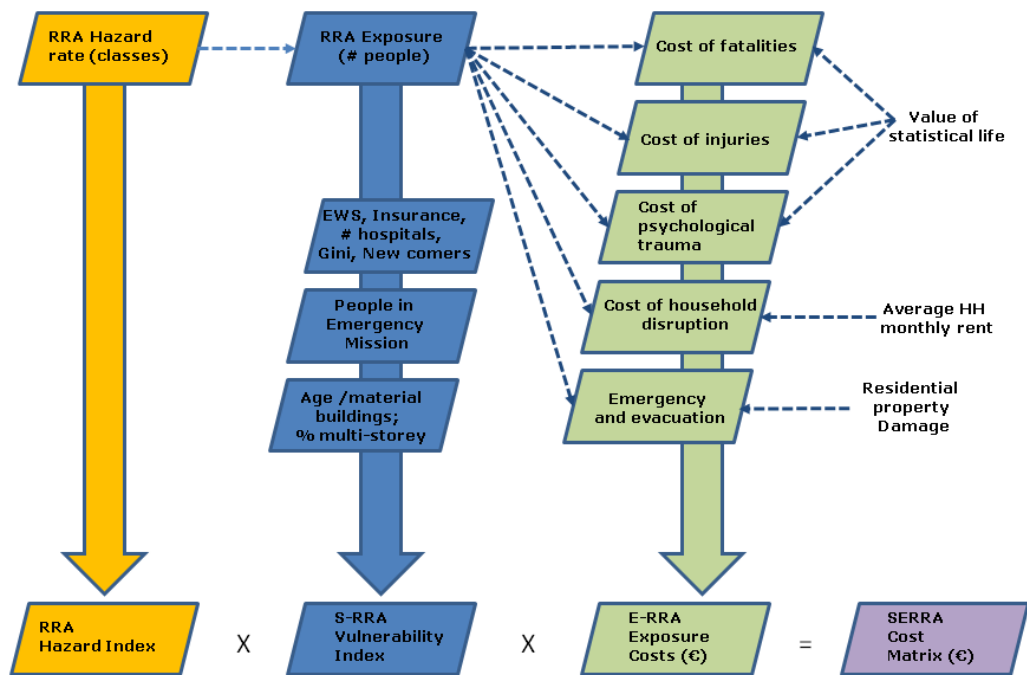 RRA Hazard
rate (classes)
RRA Exposure
(# people)
Cost of fatalities
Cost of injuries
Value of
statistical life
EWS, Insurance,
# hospitals,
Gini, New comers
Cost of
psychological
trauma
People in
Emergency
Mission
Cost of household
disruption
Average HH
monthly rent
Age /material
buildings;
% multi-storey
Emergency
and evacuation
Residential
property
Damage
RRA
Hazard Index
X
S-RRA
Vulnerability
Index
X
E-RRA
Exposure
Costs (€)
=
SERRA
Cost
Matrix (€)